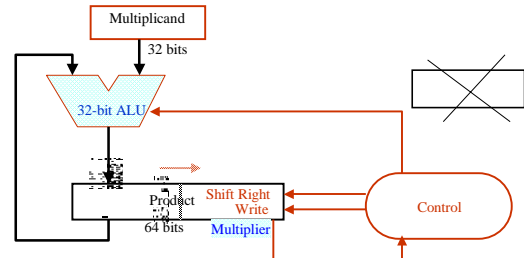 Multiplicand
32 bits
32-bit ALU
Product
Shift Right
Write
Control
64 bits
Multiplier